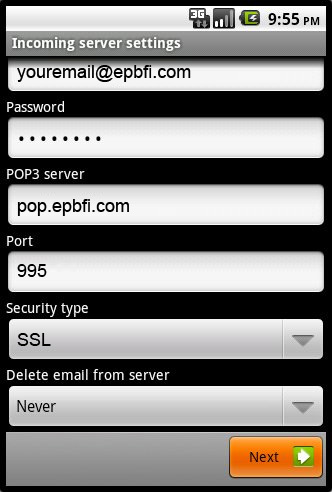 3G 9:55 PM
Incoming server settings
youremail@epbfi.com
Password
••••••••
POP3 server
pop.epbfi.com
Port
995
Security type
SSL
Delete email from server
Never
Next